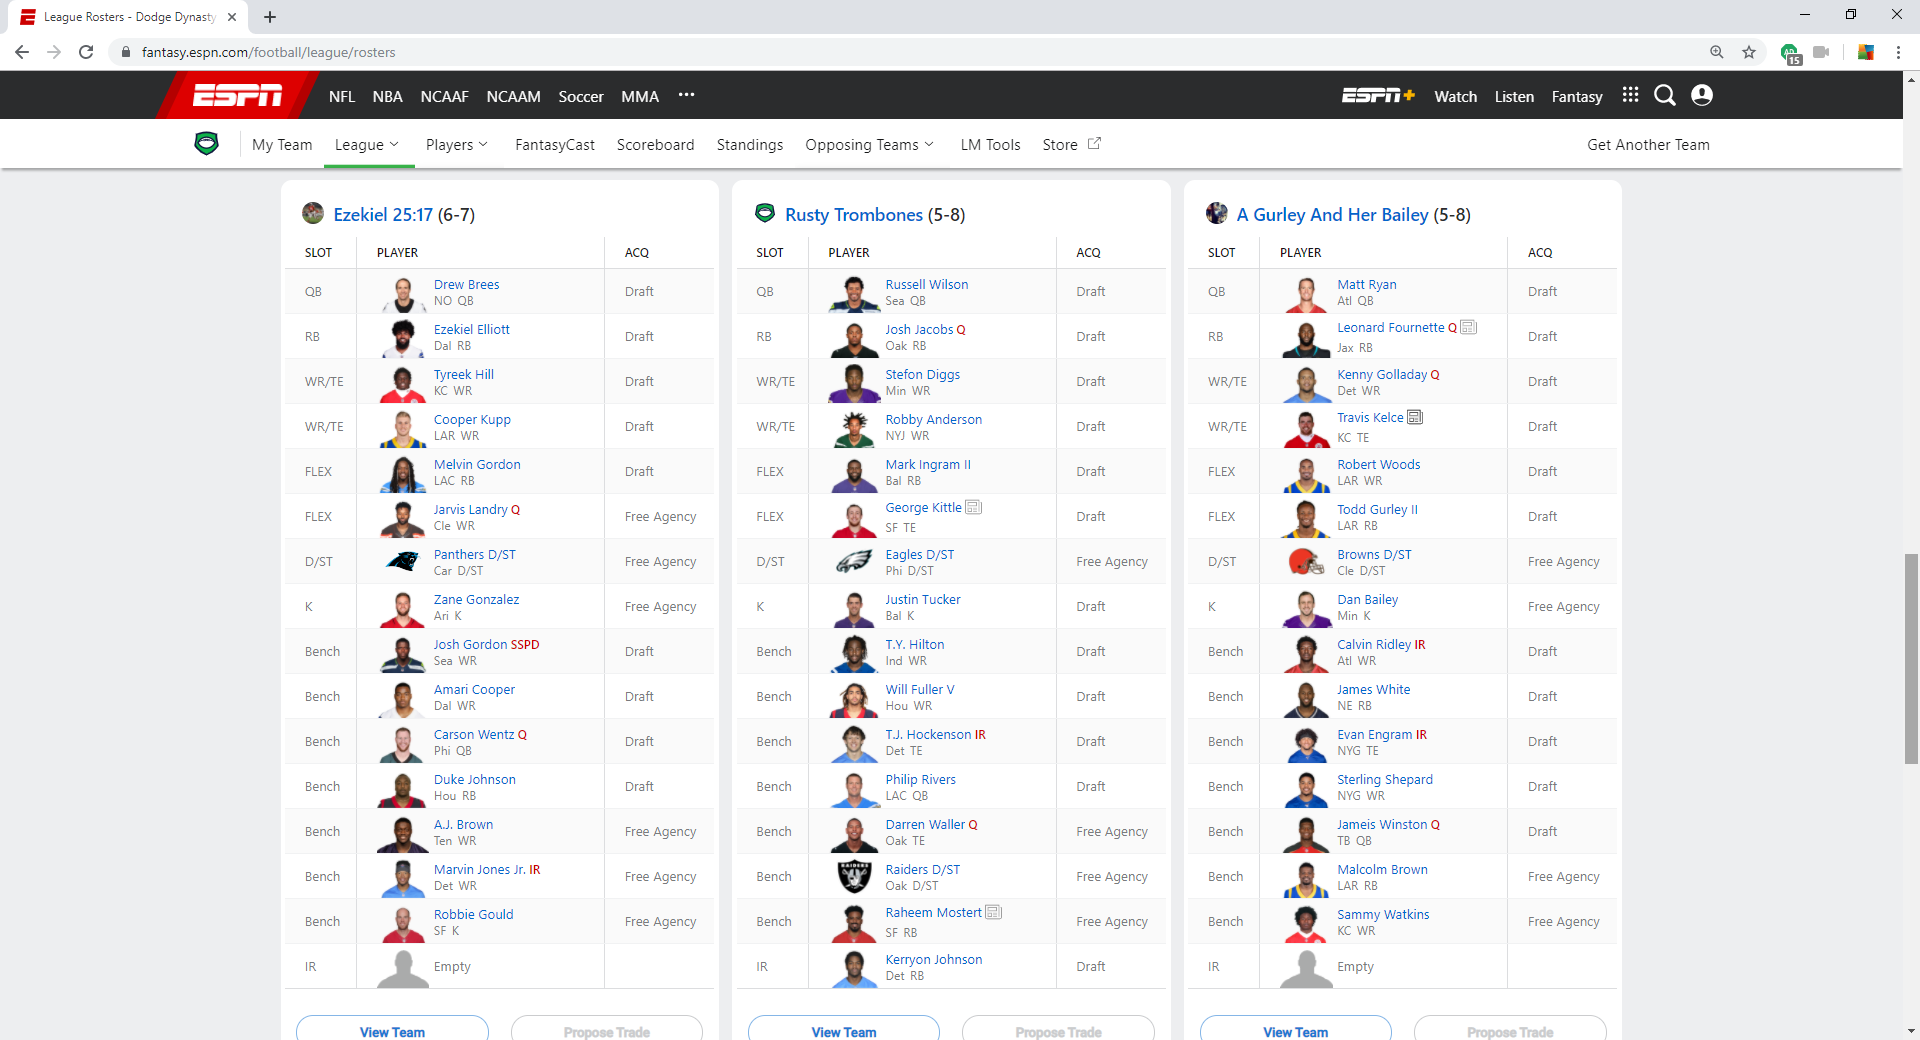 League Rosters - Dodge Dynasty
fantasy.espn.com/football/league/rosters
15
ESPN NFL NBA NCAAF NCAAM Soccer MMA ••• ESPN+ Watch Listen Fantasy
My Team League Players FantasyCast Scoreboard Standings Opposing Teams LM Tools Store Get Another Team
Ezekiel 25:17 (6-7)
SLOT PLAYER ACQ
QB Drew Brees Draft
NO QB
RB Ezekiel Elliott Draft
Dal RB
WR/TE Tyreek Hill Draft
KC WR
WR/TE Cooper Kupp Draft
LAR WR
FLEX Melvin Gordon Draft
LAC RB
FLEX Jarvis Landry Q Free Agency
Cle WR
D/ST Panthers D/ST Free Agency
Car D/ST
K Zane Gonzalez Free Agency
Ari K
Bench Josh Gordon SSPD Draft
Sea WR
Bench Amari Cooper Draft
Dal WR
Bench Carson Wentz Q Draft
Phi QB
Bench Duke Johnson Draft
Hou RB
Bench A.J. Brown Free Agency
Ten WR
Bench Marvin Jones Jr. IR Free Agency
Det WR
Bench Robbie Gould Free Agency
SF K
IR Empty
View Team Propose Trade
Rusty Trombones (5-8)
SLOT PLAYER ACQ
QB Russell Wilson Draft
Sea QB
RB Josh Jacobs Q Draft
Oak RB
WR/TE Stefon Diggs Draft
Min WR
WR/TE Robby Anderson Draft
NYJ WR
FLEX Mark Ingram II Draft
Bal RB
FLEX George Kittle Draft
SF TE
D/ST Eagles D/ST Free Agency
Phi D/ST
K Justin Tucker Draft
Bal K
Bench T.Y. Hilton Draft
Ind WR
Bench Will Fuller V Draft
Hou WR
Bench T.J. Hockenson IR Draft
Det TE
Bench Philip Rivers Draft
LAC QB
Bench Darren Waller Q Free Agency
Oak TE
RAIDERS
Bench Raiders D/ST Free Agency
Oak D/ST
Bench Raheem Mostert Free Agency
SF RB
IR Kerryon Johnson Draft
Det RB
View Team Propose Trade
A Gurley And Her Bailey (5-8)
SLOT PLAYER ACQ
QB Matt Ryan Draft
Atl QB
RB Leonard Fournette Q Draft
Jax RB
WR/TE Kenny Golladay Q Draft
Det WR
WR/TE Travis Kelce Draft
KC TE
FLEX Robert Woods Draft
LAR WR
FLEX Todd Gurley II Draft
LAR RB
D/ST Browns D/ST Free Agency
Cle D/ST
K Dan Bailey Free Agency
Min K
Bench Calvin Ridley IR Draft
Atl WR
Bench James White Draft
NE RB
Bench Evan Engram IR Draft
NYG TE
Bench Sterling Shepard Draft
NYG WR
Bench Jameis Winston Q Draft
TB QB
Bench Malcolm Brown Free Agency
LAR RB
Bench Sammy Watkins Free Agency
KC WR
IR Empty
View Team Propose Trade